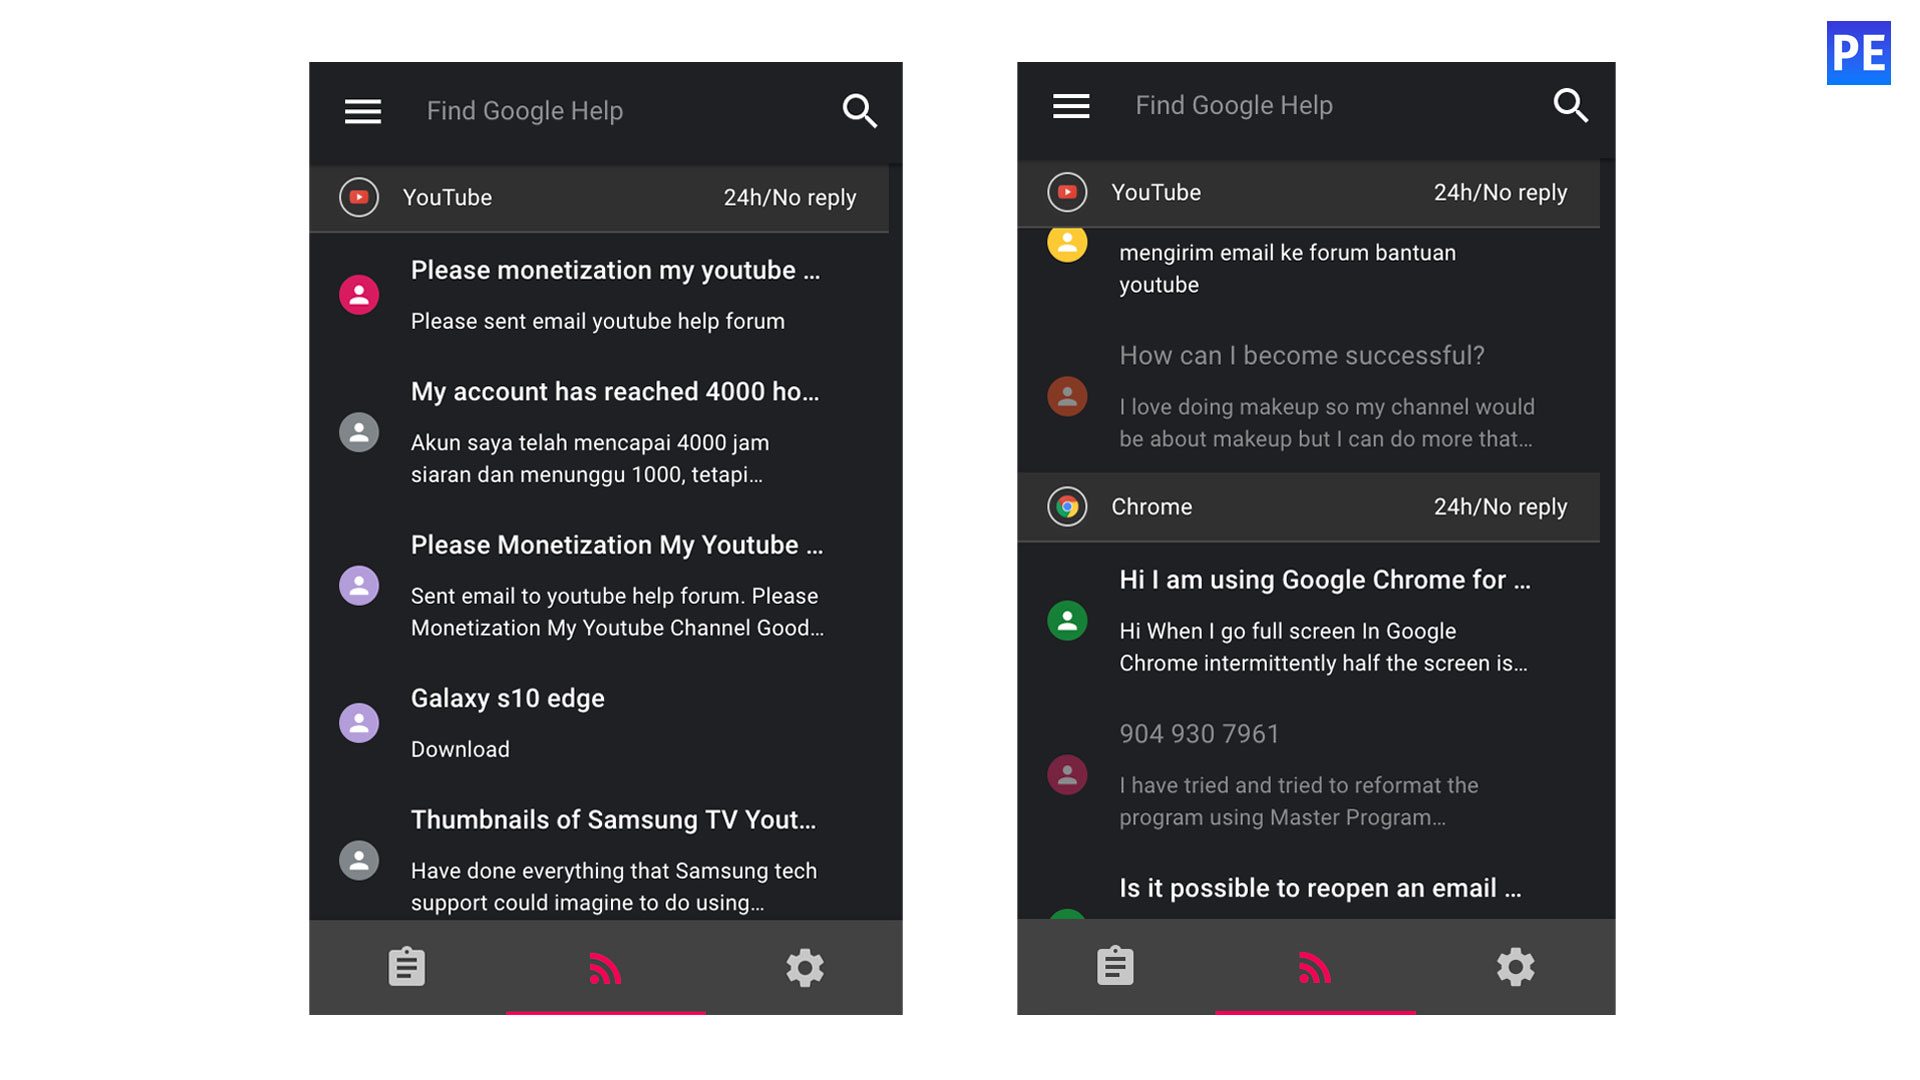 PE
Find Google Help
YouTube 24h/No reply
Please monetization my youtube ...
Please sent email youtube help forum
My account has reached 4000 ho...
Akun saya telah mencapai 4000 jam
siaran dan menunggu 1000, tetapi...
Please Monetization My Youtube ...
Sent email to youtube help forum. Please
Monetization My Youtube Channel Good...
Galaxy s10 edge
Download
Thumbnails of Samsung TV Yout...
Have done everything that Samsung tech
support could imagine to do using...
Find Google Help
YouTube 24h/No reply
mengirim email ke forum bantuan
youtube
How can I become successful?
I love doing makeup so my channel would
be about makeup but I can do more that...
Chrome 24h/No reply
Hi I am using Google Chrome for ...
Hi When I go full screen In Google
Chrome intermittently half the screen is...
904 930 7961
I have tried and tried to reformat the
program using Master Program...
Is it possible to reopen an email ...